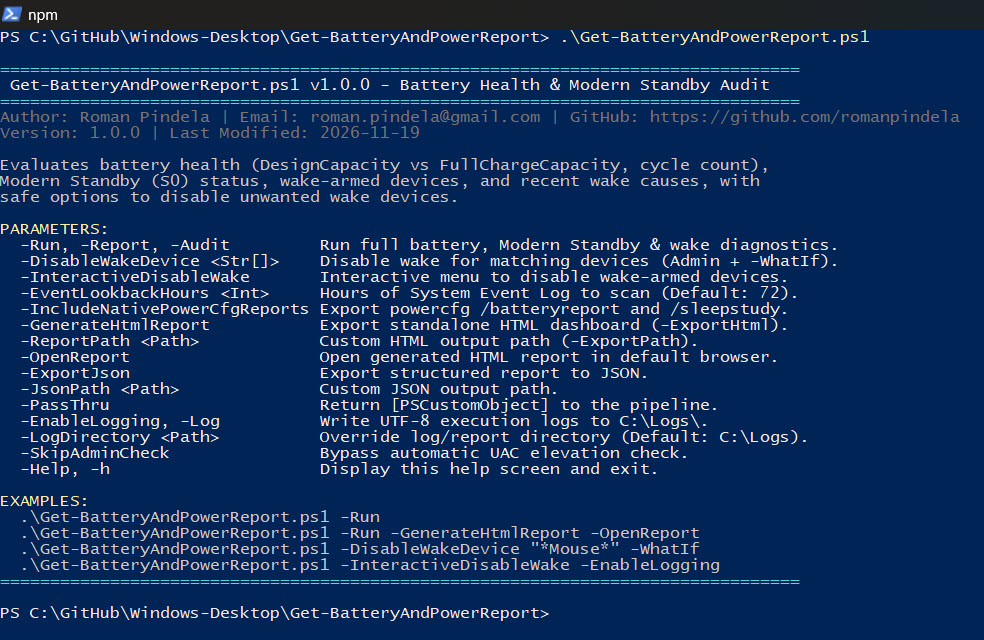 npm
PS C:\GitHub\Windows-Desktop\Get-BatteryAndPowerReport> .\Get-BatteryAndPowerReport.ps1
================================================================================
Get-BatteryAndPowerReport.ps1 v1.0.0 - Battery Health & Modern Standby Audit
================================================================================
Author: Roman Pindela | Email: roman.pindela@gmail.com | GitHub: https://github.com/romanpindela
Version: 1.0.0 | Last Modified: 2026-11-19
Evaluates battery health (DesignCapacity vs FullChargeCapacity, cycle count),
Modern Standby (S0) status, wake-armed devices, and recent wake causes, with
safe options to disable unwanted wake devices.
PARAMETERS:
  -Run, -Report, -Audit         Run full battery, Modern Standby & wake diagnostics.
  -DisableWakeDevice <Str[]>    Disable wake for matching devices (Admin + -WhatIf).
  -InteractiveDisableWake       Interactive menu to disable wake-armed devices.
  -EventLookbackHours <Int>     Hours of System Event Log to scan (Default: 72).
  -IncludeNativePowerCfgReports Export powercfg /batteryreport and /sleepstudy.
  -GenerateHtmlReport           Export standalone HTML dashboard (-ExportHtml).
  -ReportPath <Path>            Custom HTML output path (-ExportPath).
  -OpenReport                   Open generated HTML report in default browser.
  -ExportJson                   Export structured report to JSON.
  -JsonPath <Path>              Custom JSON output path.
  -PassThru                     Return [PSCustomObject] to the pipeline.
  -EnableLogging, -Log          Write UTF-8 execution logs to C:\Logs\.
  -LogDirectory <Path>          Override log/report directory (Default: C:\Logs).
  -SkipAdminCheck               Bypass automatic UAC elevation check.
  -Help, -h                     Display this help screen and exit.
EXAMPLES:
  .\Get-BatteryAndPowerReport.ps1 -Run
  .\Get-BatteryAndPowerReport.ps1 -Run -GenerateHtmlReport -OpenReport
  .\Get-BatteryAndPowerReport.ps1 -DisableWakeDevice "*Mouse*" -WhatIf
  .\Get-BatteryAndPowerReport.ps1 -InteractiveDisableWake -EnableLogging
================================================================================
PS C:\GitHub\Windows-Desktop\Get-BatteryAndPowerReport>